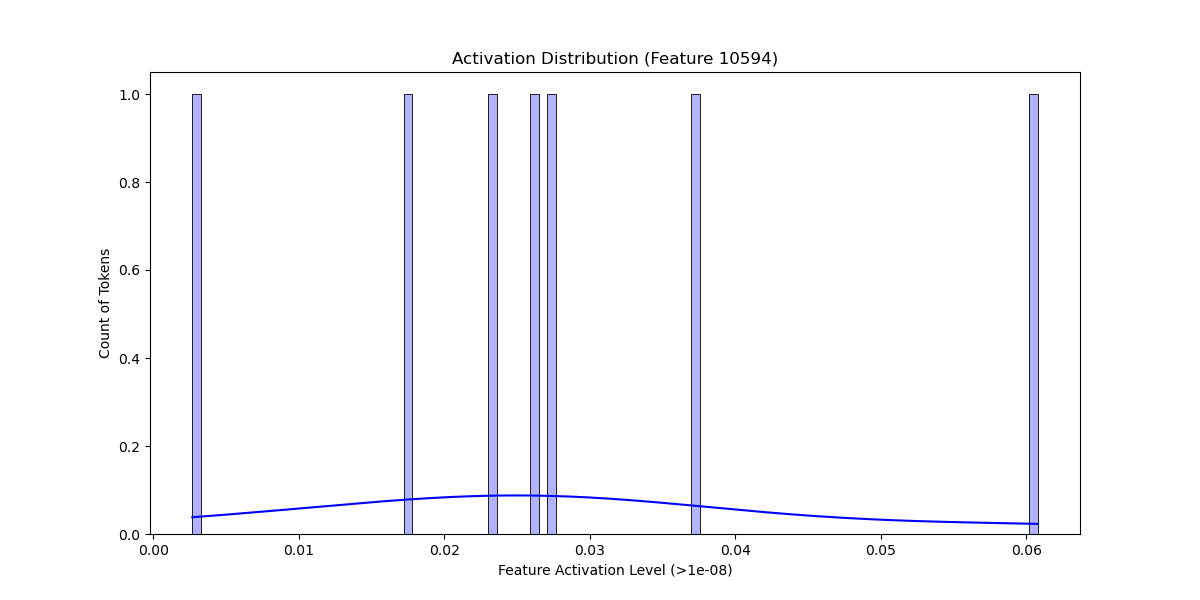 Activation Distribution (Feature 10594)
1.0
0.8
0.6
0.4
0.2
0.0
Count of Tokens
0.00 0.01 0.02 0.03 0.04 0.05 0.06
Feature Activation Level (>1e-08)